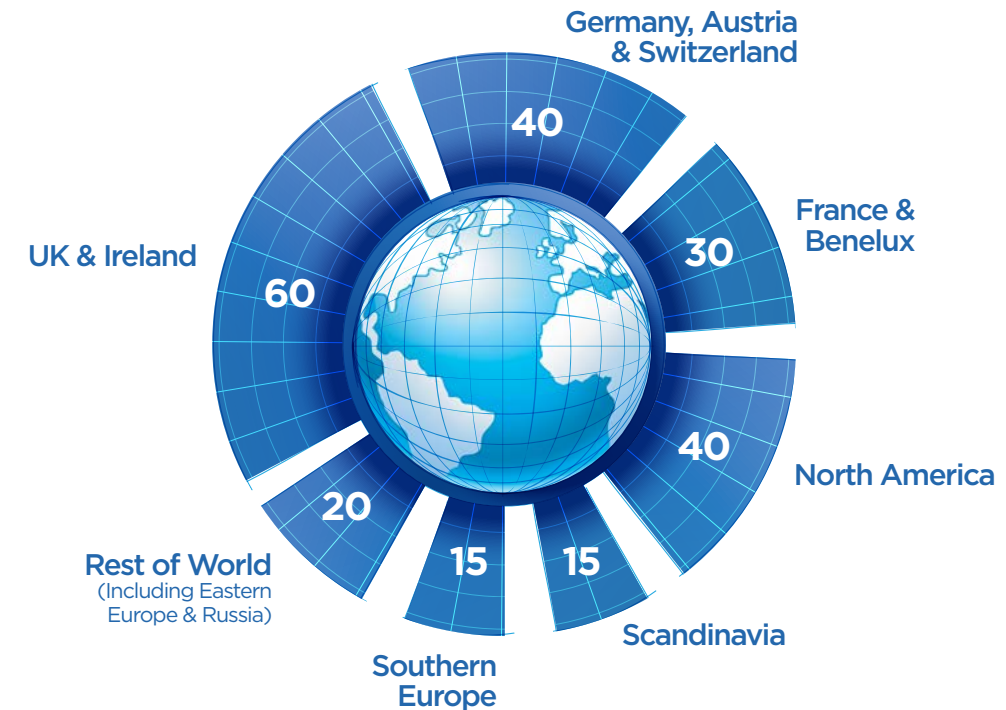 Germany, Austria
& Switzerland
40
France &
Benelux
30
UK & Ireland
60
40
North America
20
15
15
Rest of World
(Including Eastern
Europe & Russia)
Scandinavia
Southern
Europe